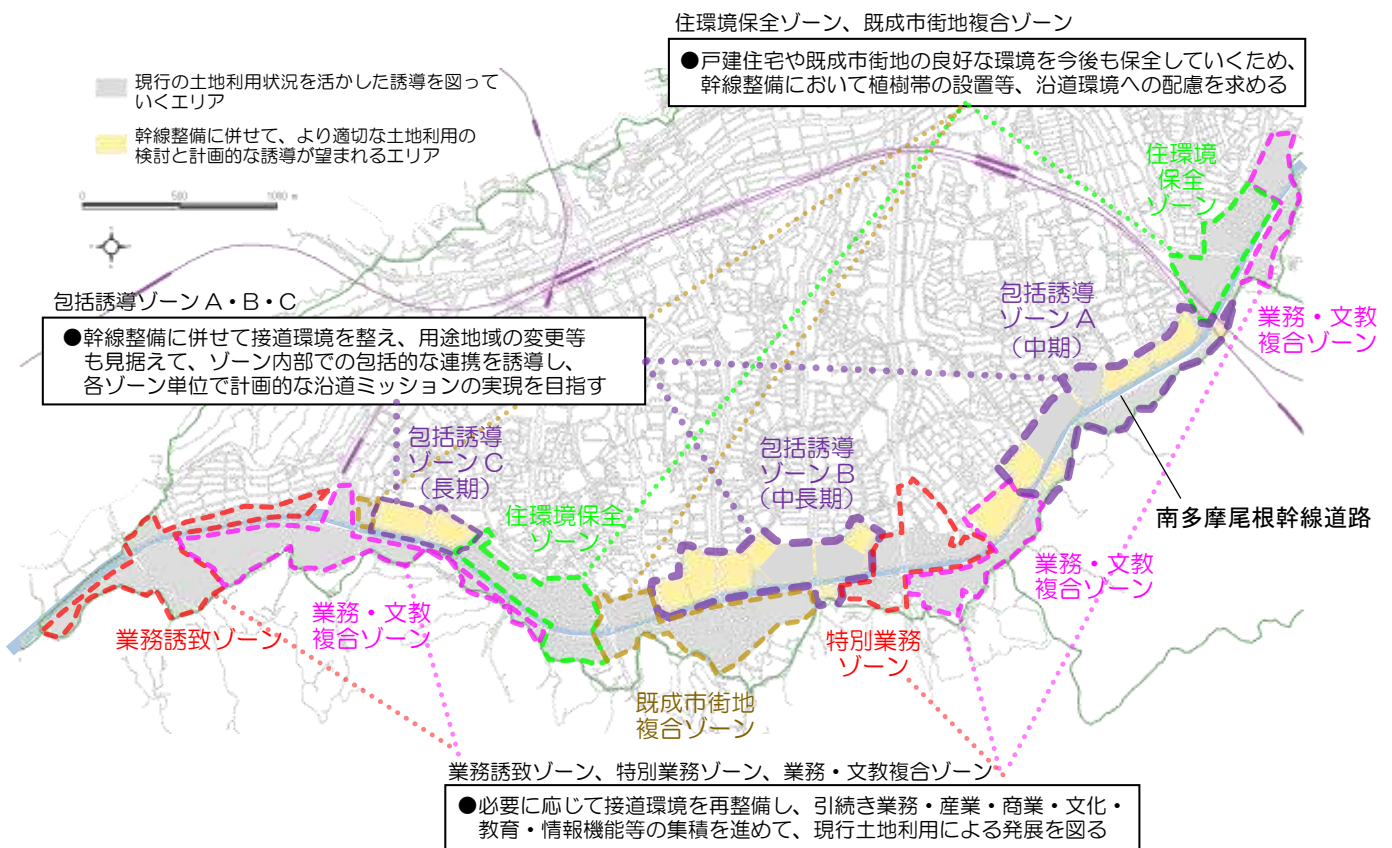 住環境保全ゾーン、既成市街地複合ゾーン
●戸建住宅や既成市街地の良好な環境を今後も保全していくため、
幹線整備において植樹帯の設置等、沿道環境への配慮を求める
現行の土地利用状況を活かした誘導を図って
いくエリア
幹線整備に併せて、より適切な土地利用の
検討と計画的な誘導が望まれるエリア
0 500 1000 m
住環境
保全
ゾーン
包括誘導ゾーンA・B・C
●幹線整備に併せて接道環境を整え、用途地域の変更等
も見据えて、ゾーン内部での包括的な連携を誘導し、
各ゾーン単位で計画的な沿道ミッションの実現を目指す
包括誘導
ゾーンA
(中期)
業務・文教
複合ゾーン
包括誘導
ゾーンC
(長期)
包括誘導
ゾーンB
(中長期)
住環境保全
ゾーン
南多摩尾根幹線道路
業務・文教
複合ゾーン
業務誘致ゾーン
業務・文教
複合ゾーン
特別業務
ゾーン
既成市街地
複合ゾーン
業務誘致ゾーン、特別業務ゾーン、業務・文教複合ゾーン
●必要に応じて接道環境を再整備し、引続き業務・産業・商業・文化・
教育・情報機能等の集積を進めて、現行土地利用による発展を図る